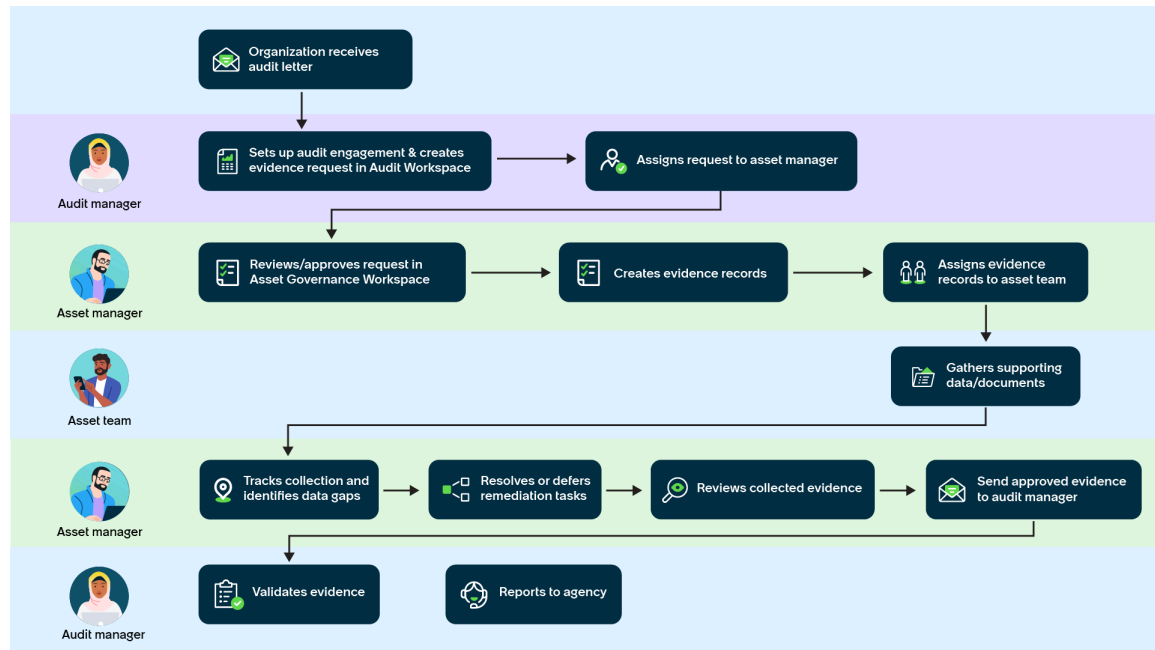 Organization receives
audit letter
Audit manager
Sets up audit engagement & creates
evidence request in Audit Workspace
Assigns request to asset manager
Asset manager
Reviews/approves request in
Asset Governance Workspace
Creates evidence records
Assigns evidence
records to asset team
Asset team
Gathers supporting
data/documents
Asset manager
Tracks collection and
identifies data gaps
Resolves or defers
remediation tasks
Reviews collected evidence
Send approved evidence
to audit manager
Audit manager
Validates evidence
Reports to agency